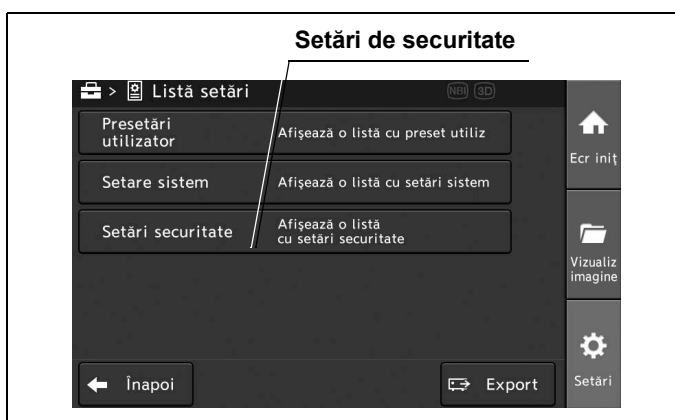 Setări de securitate
> Listă setări
NBI 3D
Presetări
utilizator
Afişează o listă cu preset utiliz
Setare sistem
Afişează o listă cu setări sistem
Setări securitate
Afişează o listă
cu setări securitate
Înapoi
Export
Ecr iniţ
Vizualiz
imagine
Setări